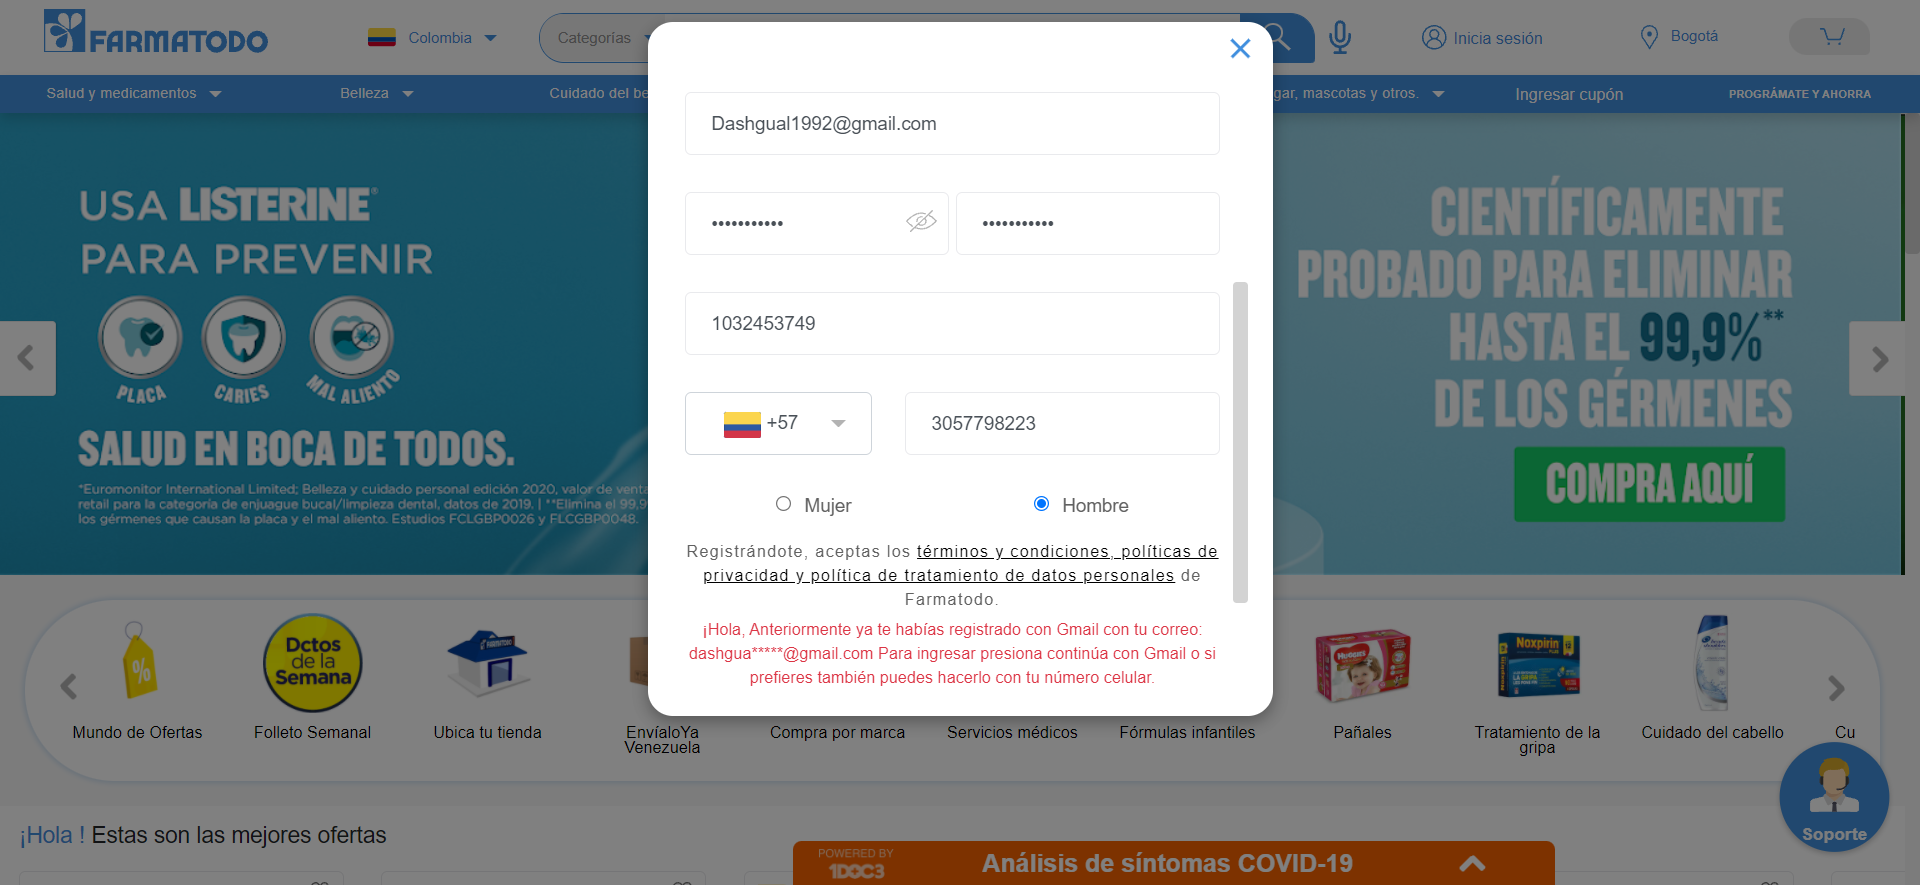 FARMATODO
Colombia
Categorías
Inicia sesión
Bogotá
Salud y medicamentos
Belleza
Cuidado del be
gar, mascotas y otros.
Ingresar cupón
PROGRÁMATE Y AHORRA
Dashgual1992@gmail.com
•••••••••••
•••••••••••
1032453749
+57
3057798223
Mujer
Hombre
Registrándote, aceptas los términos y condiciones, políticas de
privacidad y política de tratamiento de datos personales de
Farmatodo.
¡Hola, Anteriormente ya te habías registrado con Gmail con tu correo:
dashgua*****@gmail.com Para ingresar presiona continúa con Gmail o si
prefieres también puedes hacerlo con tu número celular.
USA LISTERINE®
PARA PREVENIR
PLACA
CARIES
MAL ALIENTO
SALUD EN BOCA DE TODOS.
*Euromonitor International Limited; Belleza y cuidado personal edición 2020, valor de venta
retail para la categoría de enjuague bucal/limpieza dental, datos de 2019. | **Elimina el 99,9
los gérmenes que causan la placa y el mal aliento. Estudios FCLGBP0026 y FLCGBP0048.
CIENTÍFICAMENTE
PROBADO PARA ELIMINAR
HASTA EL 99,9%**
DE LOS GÉRMENES
COMPRA AQUÍ
%
Dctos
de la
Semana
FARMATODO
HUGGIES
Noxpirin
Mundo de Ofertas
Folleto Semanal
Ubica tu tienda
EnvíaloYa
Venezuela
Compra por marca
Servicios médicos
Fórmulas infantiles
Pañales
Tratamiento de la
gripa
Cuidado del cabello
Cu
Soporte
¡Hola ! Estas son las mejores ofertas
POWERED BY
1DOC3
Análisis de síntomas COVID-19